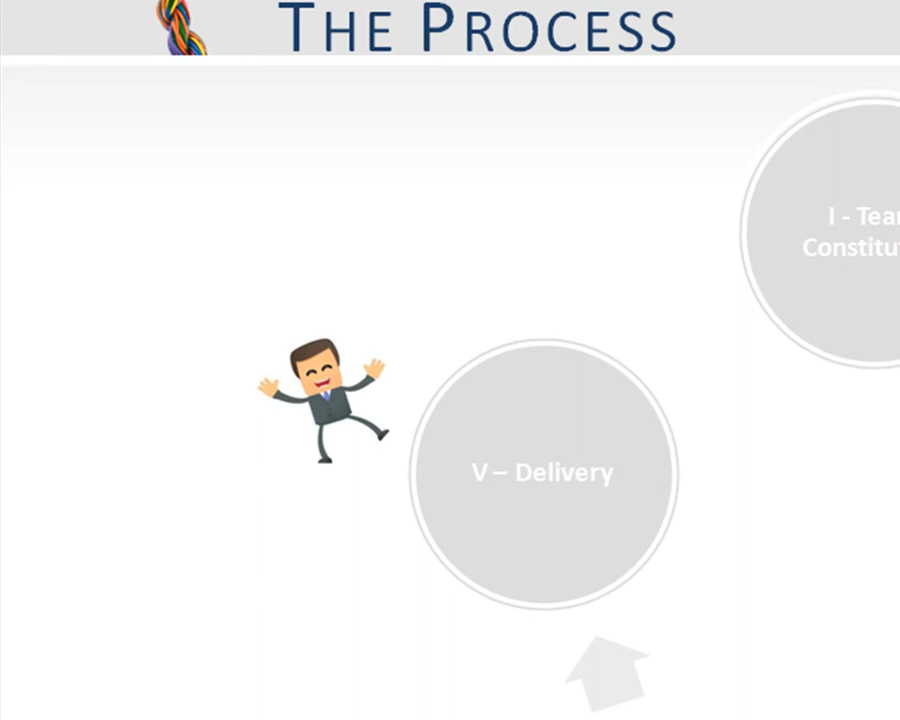 THE PROCESS
I - Tea
Constitu
V – Delivery